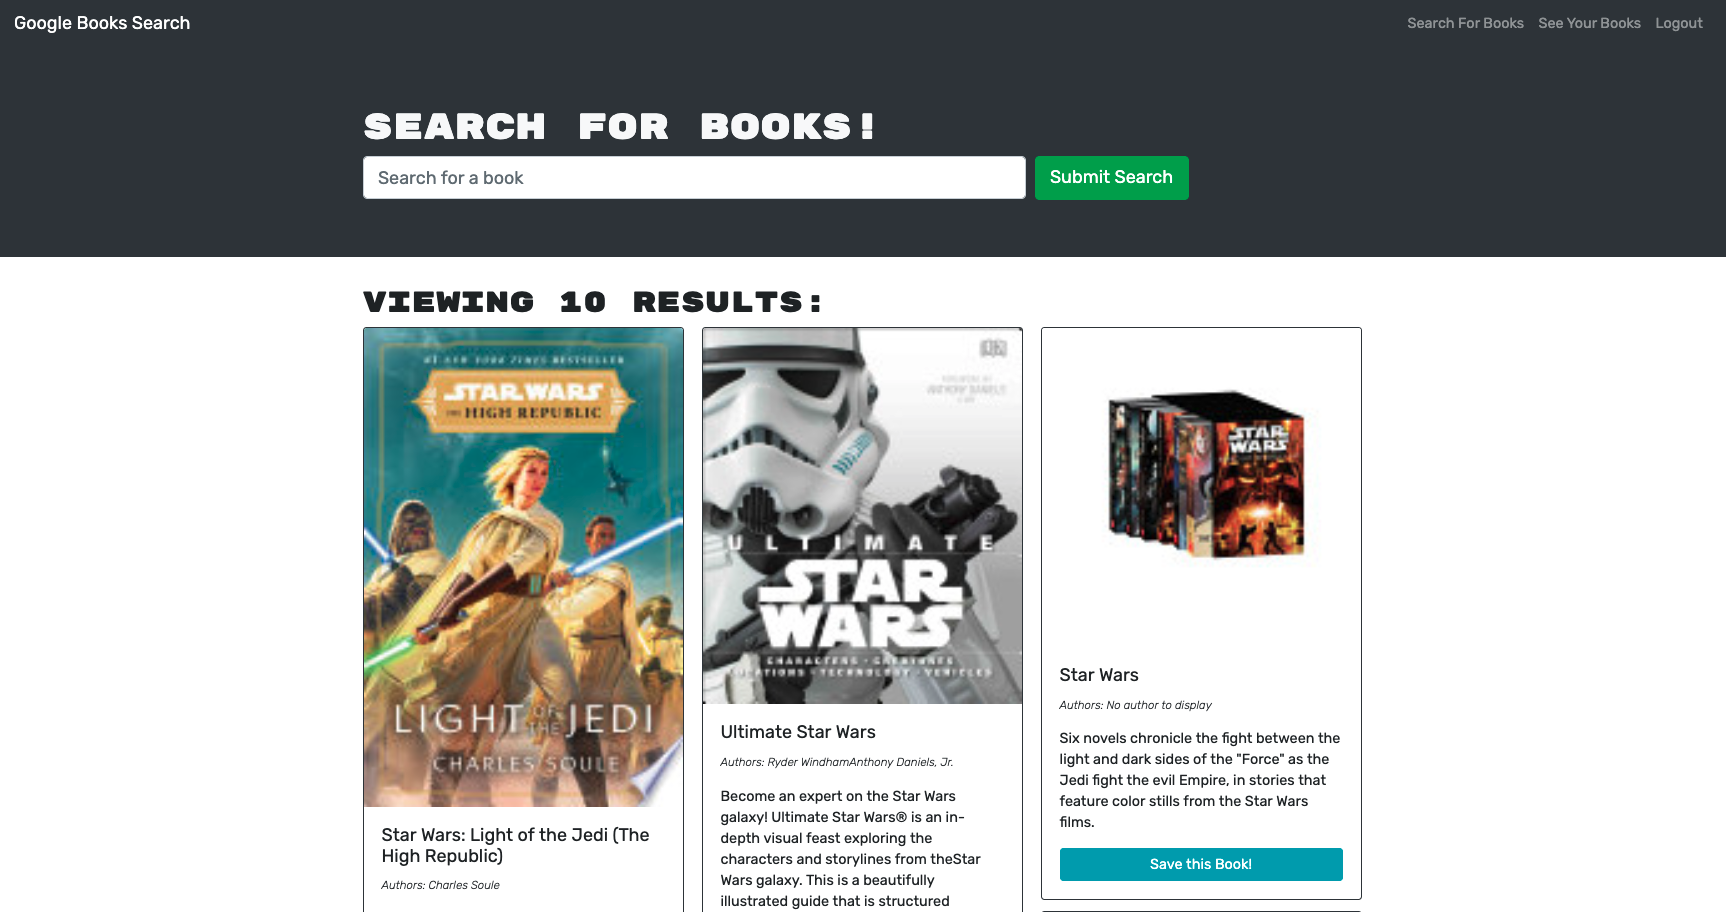 Google Books Search
Search For Books
See Your Books
Logout
SEARCH FOR BOOKS!
Search for a book
Submit Search
VIEWING 10 RESULTS:
#1 NEW YORK TIMES BESTSELLER
STAR WARS
THE HIGH REPUBLIC
LIGHT OF THE JEDI
CHARLES SOULE
Star Wars: Light of the Jedi (The
High Republic)
Authors: Charles Soule
DK
ANTHONY DANIELS
ULTIMATE
STAR
WARS
CHARACTERS · CREATURES
LOCATIONS · TECHNOLOGY · VEHICLES
Ultimate Star Wars
Authors: Ryder WindhamAnthony Daniels, Jr.
Become an expert on the Star Wars
galaxy! Ultimate Star Wars® is an in-
depth visual feast exploring the
characters and storylines from theStar
Wars galaxy. This is a beautifully
illustrated guide that is structured
STAR
WARS
Star Wars
Authors: No author to display
Six novels chronicle the fight between the
light and dark sides of the "Force" as the
Jedi fight the evil Empire, in stories that
feature color stills from the Star Wars
films.
Save this Book!